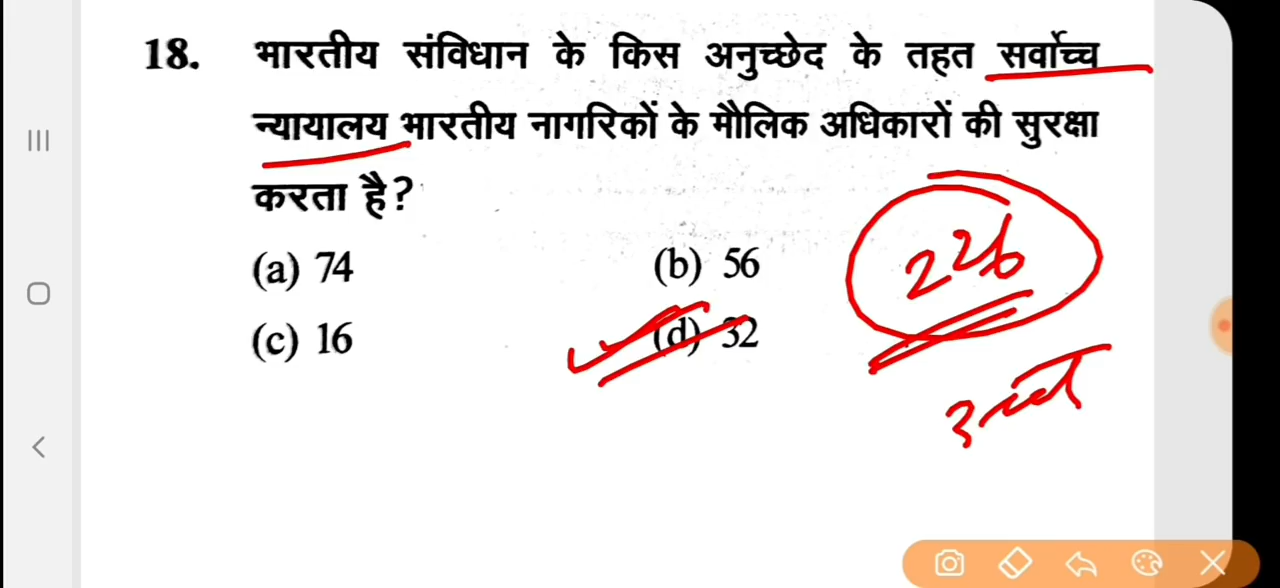 18. भारतीय संविधान के किस अनुच्छेद के तहत सर्वोच्च
न्यायालय भारतीय नागरिकों के मौलिक अधिकारों की सुरक्षा
करता है?
(a) 74 (b) 56
(c) 16 (d) 32
226